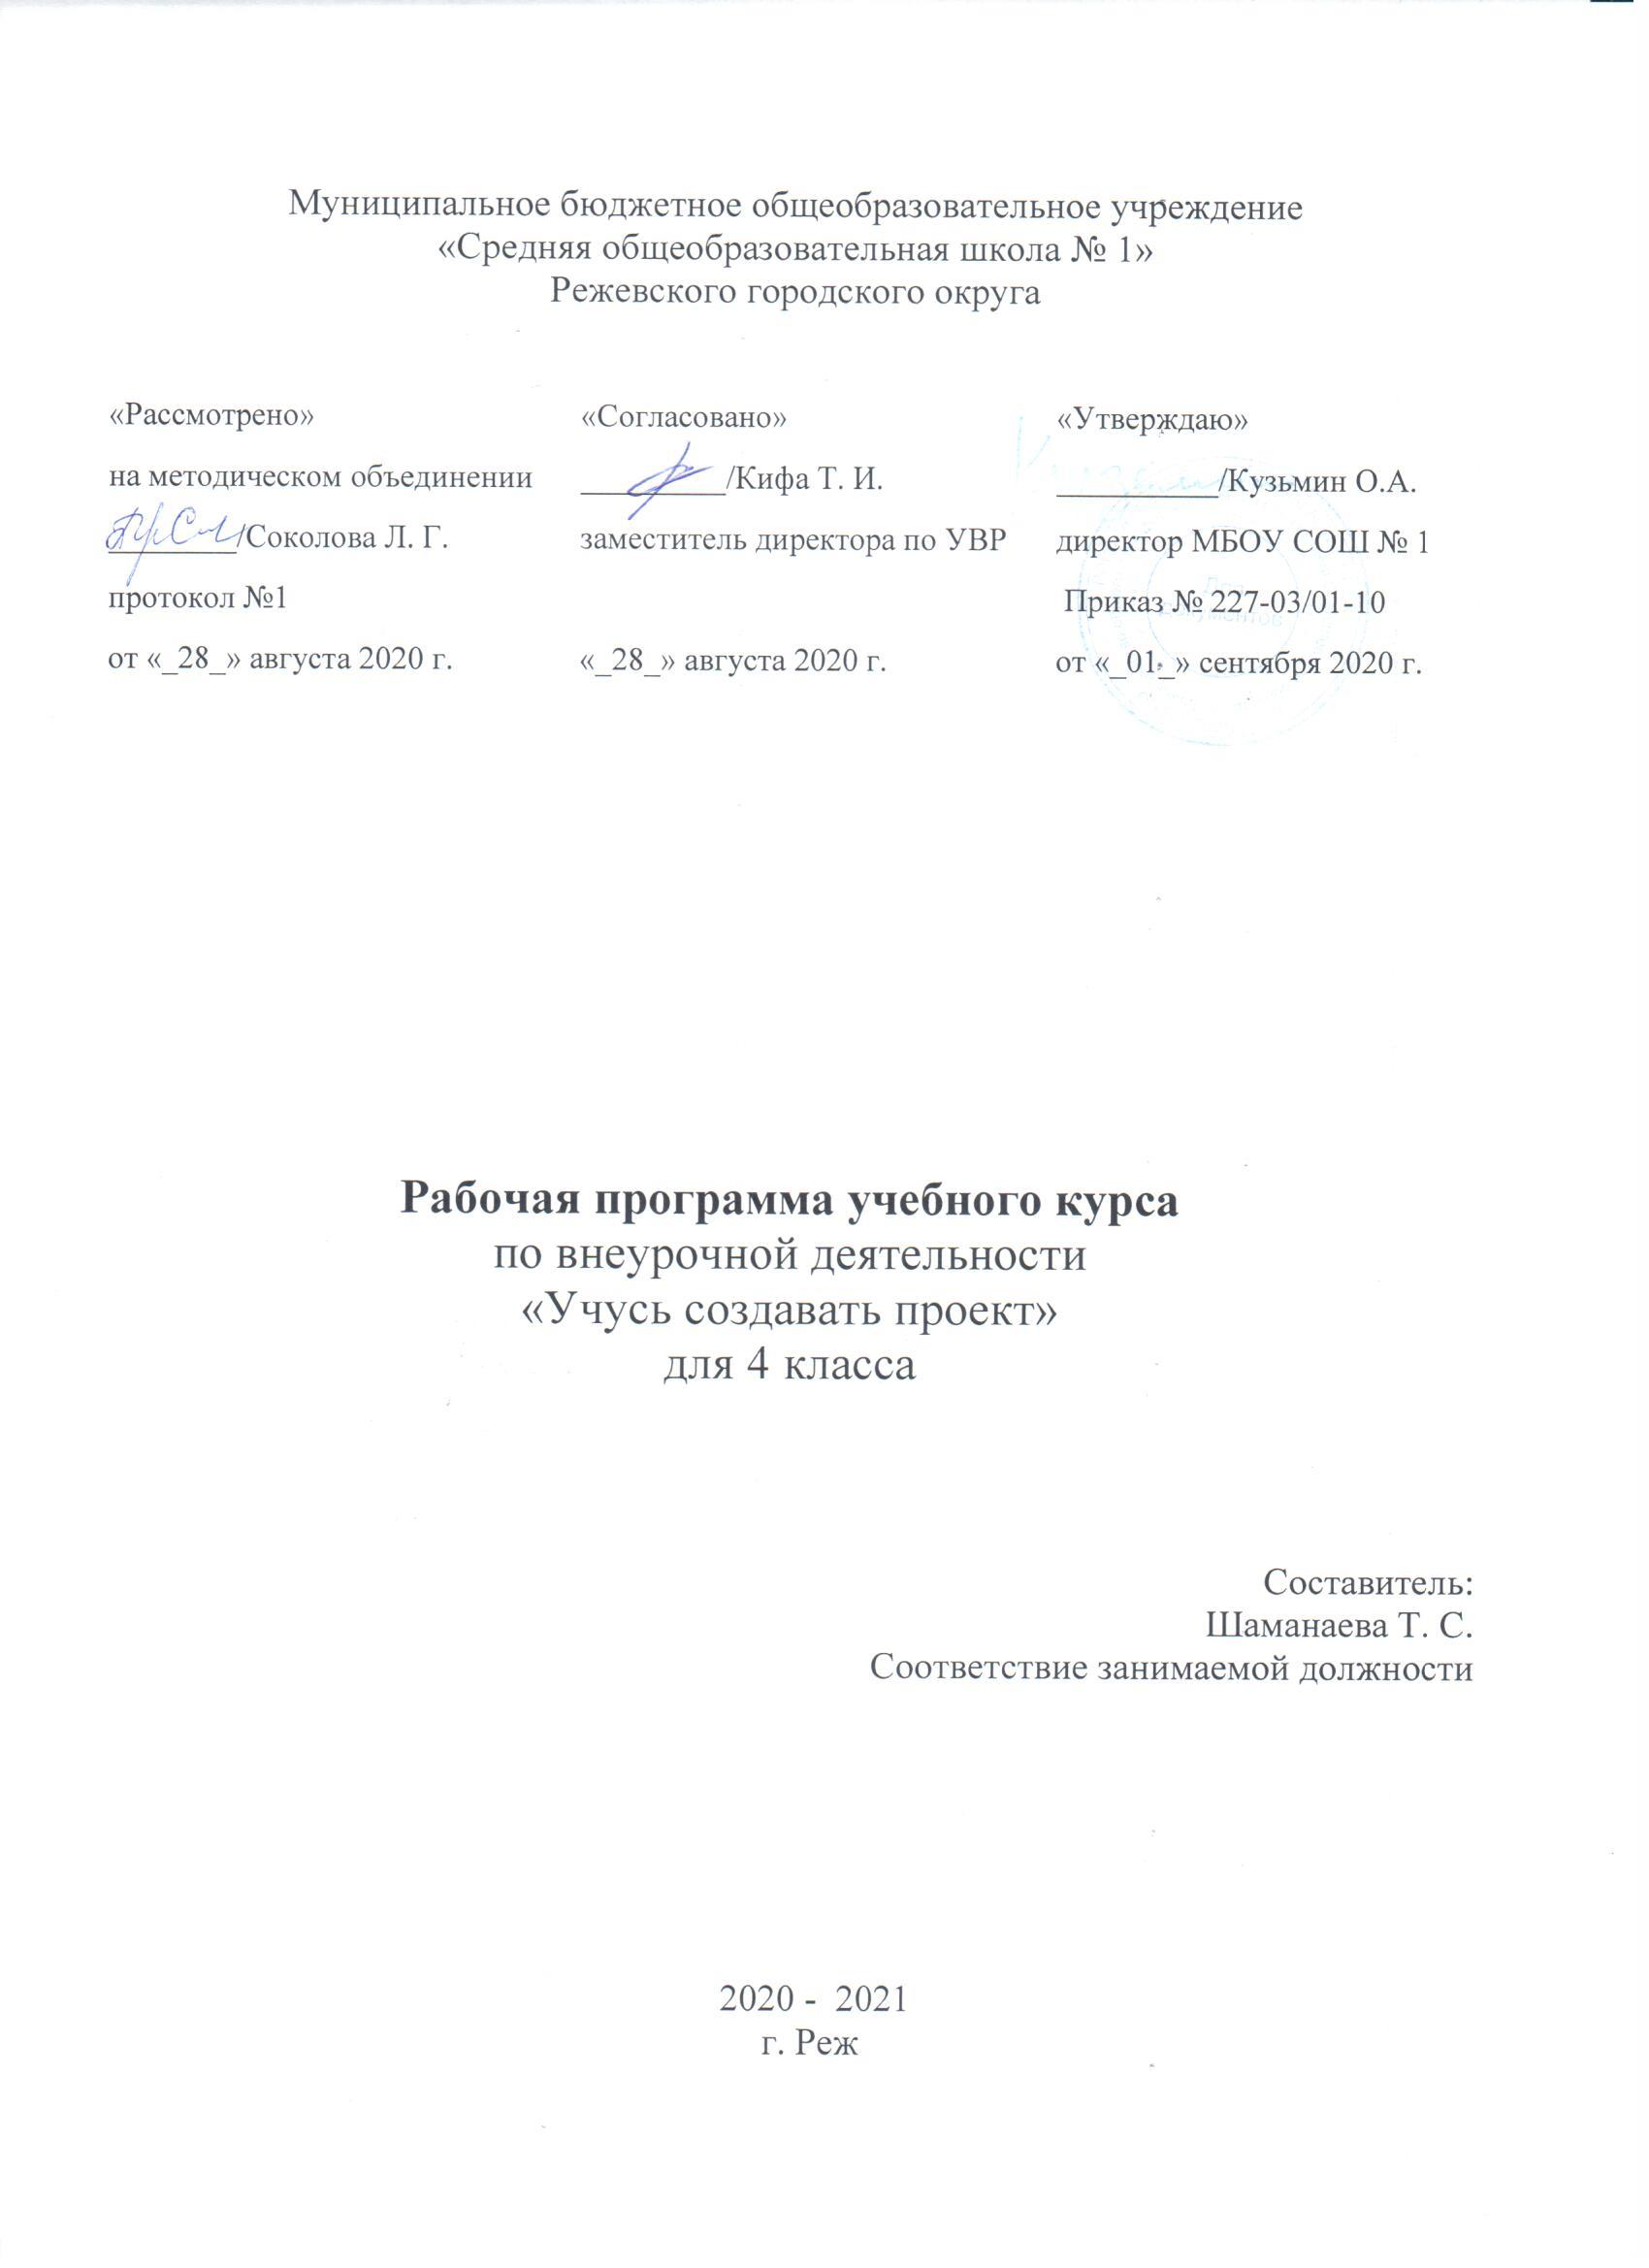 Муниципальное бюджетное общеобразовательное учреждение
«Средняя общеобразовательная школа № 1»
Режевского городского округа
«Рассмотрено»
на методическом объединении
________/Соколова Л. Г.
протокол №1
от «_28_» августа 2020 г.
«Согласовано»
_________/Кифа Т. И.
заместитель директора по УВР
«_28_» августа 2020 г.
«Утверждаю»
__________/Кузьмин О.А.
директор МБОУ СОШ № 1
Приказ № 227-03/01-10
от «_01_» сентября 2020 г.
Рабочая программа учебного курса
по внеурочной деятельности
«Учусь создавать проект»
для 4 класса
Составитель:
Шаманаева Т. С.
Соответствие занимаемой должности
2020 - 2021
г. Реж